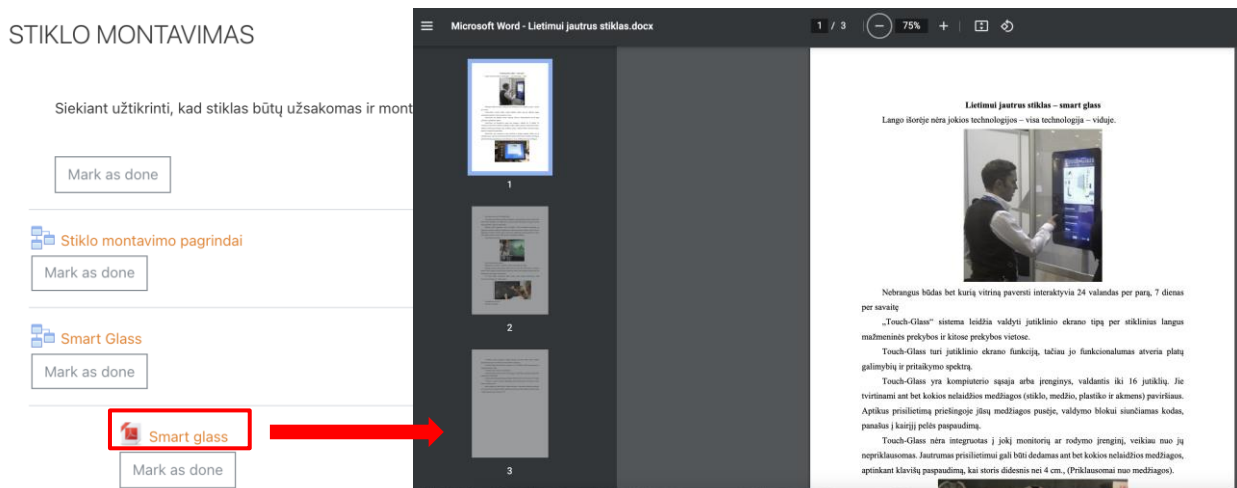 STIKLO MONTAVIMAS
Siekiant užtikrinti, kad stiklas būtų užsakomas ir mont
Mark as done
Stiklo montavimo pagrindai
Mark as done
Smart Glass
Mark as done
Smart glass
Mark as done
Microsoft Word - Lietimui jautrus stiklas.docx
1 / 3
75%
1
2
3
Lietimui jautrus stiklas – smart glass
Lango išorėje nėra jokios technologijos – visa technologija – viduje.
Nebrangus būdas bet kurią vitriną paversti interaktyvia 24 valandas per parą, 7 dienas
per savaitę
„Touch-Glass“ sistema leidžia valdyti jutiklinio ekrano tipą per stiklinius langus
mažmeninės prekybos ir kitose prekybos vietose.
Touch-Glass turi jutiklinio ekrano funkciją, tačiau jo funkcionalumas atveria platų
galimybių ir pritaikymo spektrą.
Touch-Glass yra kompiuterio sąsaja arba įrenginys, valdantis iki 16 jutiklių. Jie
tvirtinami ant bet kokios nelaidžios medžiagos (stiklo, medžio, plastiko ir akmens) paviršiaus.
Aptikus prisilietimą priešingoje jūsų medžiagos pusėje, valdymo blokui siunčiamas kodas,
panašus į kairįjį pelės paspaudimą.
Touch-Glass nėra integruotas į jokį monitorių ar rodymo įrenginį, veikiau nuo jų
nepriklausomas. Jautrumas prisilietimui gali būti dedamas ant bet kokios nelaidžios medžiagos,
aptinkant klavišų paspaudimą, kai storis didesnis nei 4 cm., (Priklausomai nuo medžiagos).